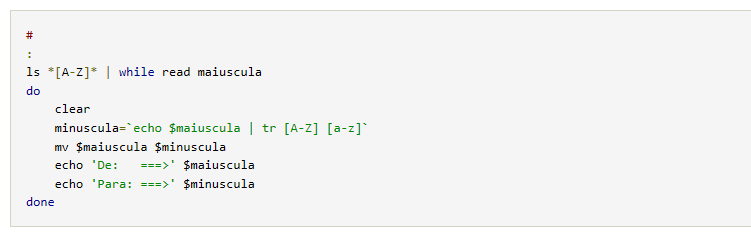 #
:
ls *[A-Z]* | while read maiuscula
do
    clear
    minuscula=`echo $maiuscula | tr [A-Z] [a-z]`
    mv $maiuscula $minuscula
    echo 'De:   ===>' $maiuscula
    echo 'Para: ===>' $minuscula
done